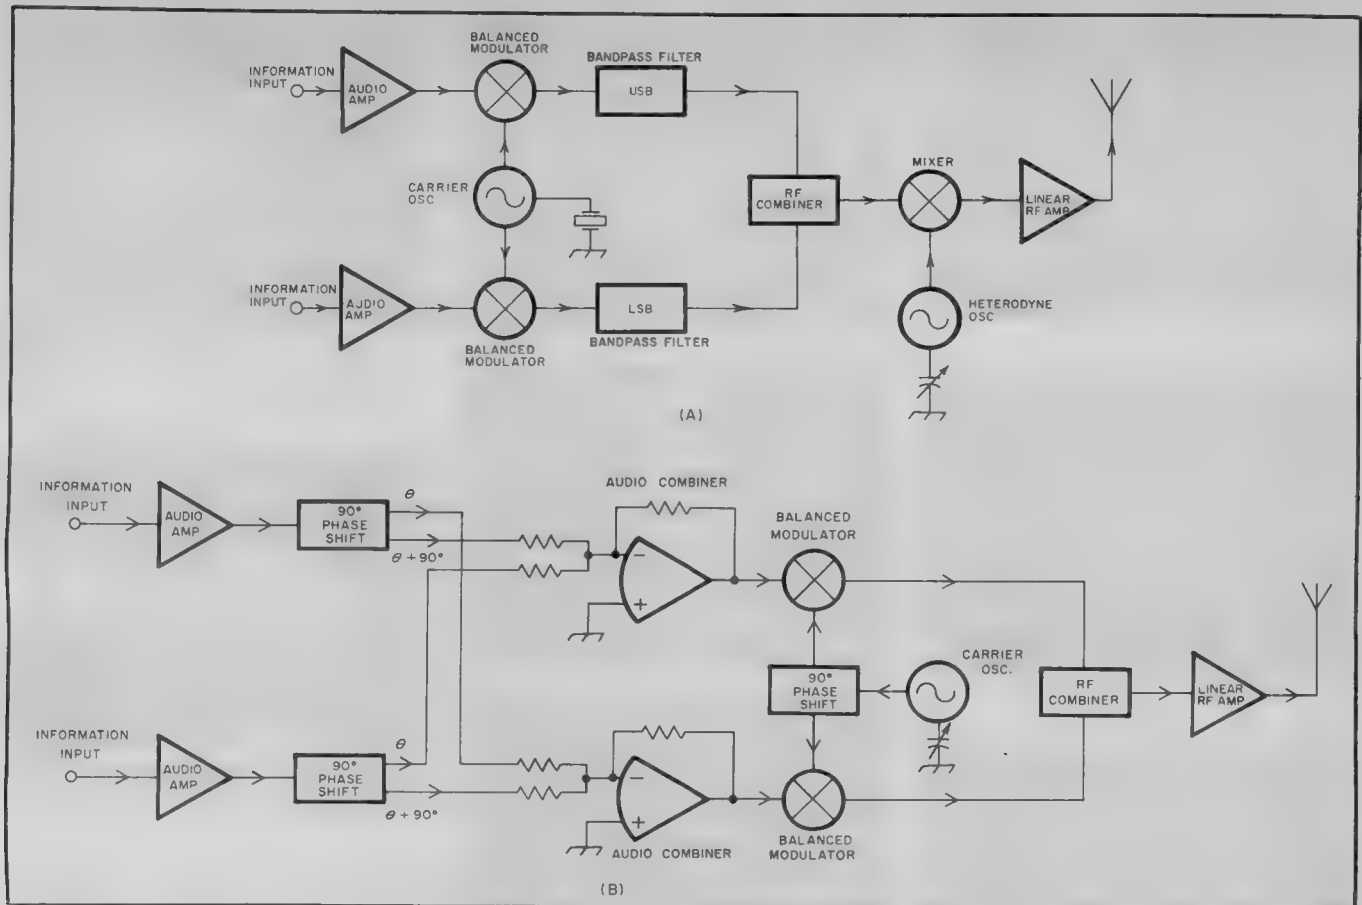 BALANCED
MODULATOR
BANDPASS FILTER
INFORMATION
INPUT
AUDIO
AMP
USB
CARRIER
OSC
MIXER
RF
COMBINER
LINEAR
RF AMP
INFORMATION
INPUT
AUDIO
AMP
LSB
BALANCED
MODULATOR
BANDPASS FILTER
HETERODYNE
OSC
(A)
INFORMATION
INPUT
AUDIO
AMP
90°
PHASE
SHIFT
θ
θ + 90°
AUDIO COMBINER
−
+
BALANCED
MODULATOR
90°
PHASE
SHIFT
CARRIER
OSC.
RF
COMBINER
LINEAR
RF AMP
INFORMATION
INPUT
AUDIO
AMP
90°
PHASE
SHIFT
θ
θ + 90°
−
+
AUDIO COMBINER
BALANCED
MODULATOR
(B)